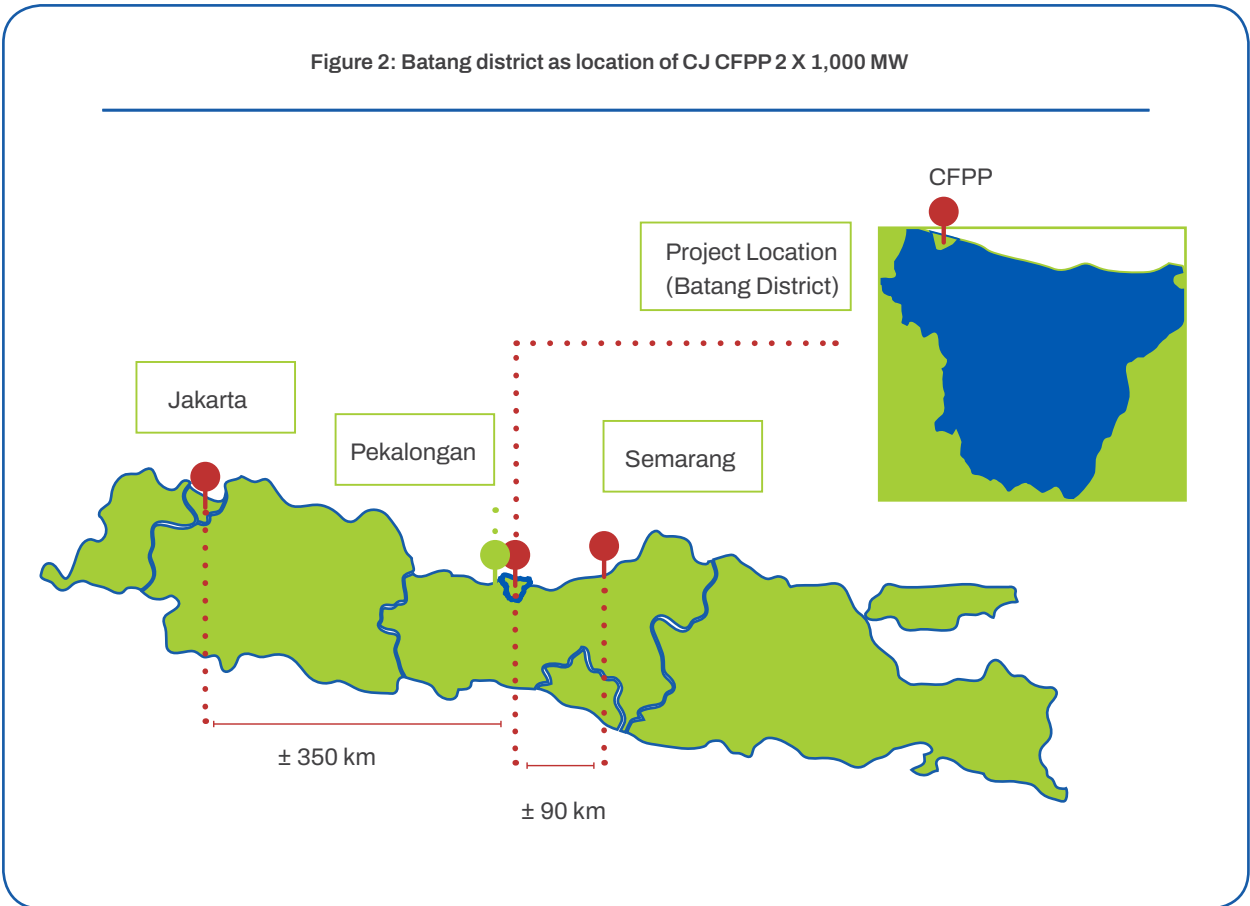 Figure 2: Batang district as location of CJ CFPP 2 X 1,000 MW
CFPP
Project Location
(Batang District)
Jakarta
Pekalongan
Semarang
± 350 km
± 90 km